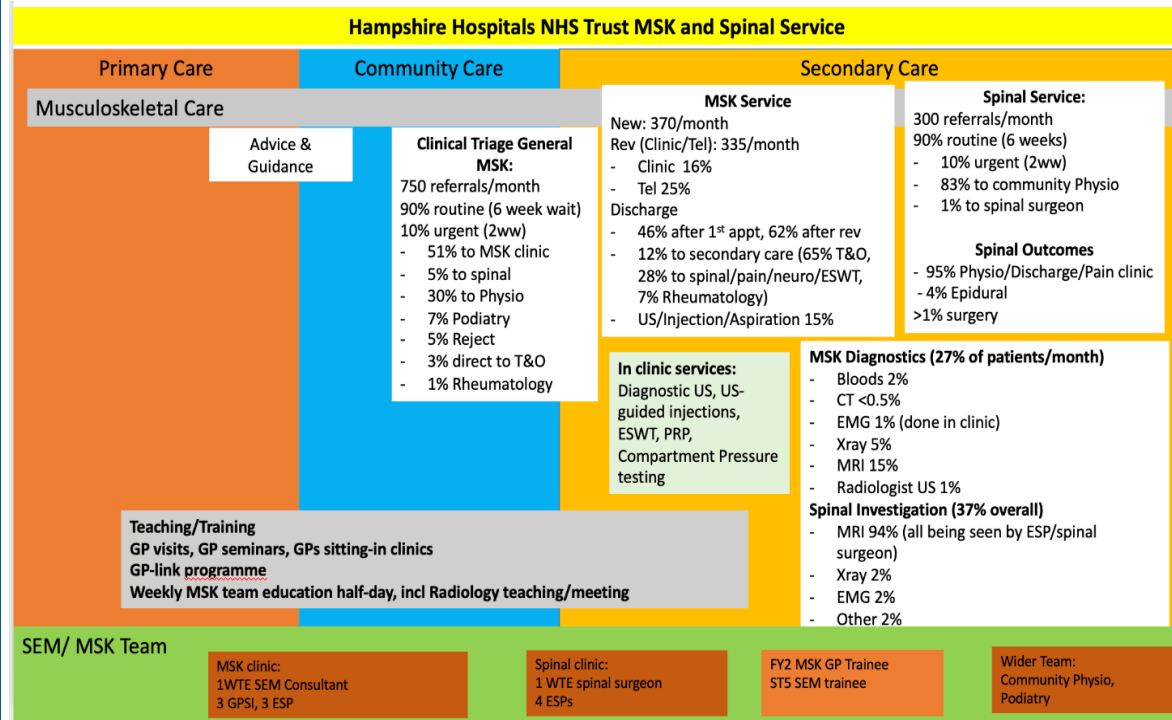 Hampshire Hospitals NHS Trust MSK and Spinal Service
Primary Care
Community Care
Secondary Care
Musculoskeletal Care
Advice &
Guidance
Clinical Triage General
MSK:
750 referrals/month
90% routine (6 week wait)
10% urgent (2ww)
- 51% to MSK clinic
- 5% to spinal
- 30% to Physio
- 7% Podiatry
- 5% Reject
- 3% direct to T&O
- 1% Rheumatology
MSK Service
New: 370/month
Rev (Clinic/Tel): 335/month
- Clinic 16%
- Tel 25%
Discharge
- 46% after 1st appt, 62% after rev
- 12% to secondary care (65% T&O,
28% to spinal/pain/neuro/ESWT,
7% Rheumatology)
- US/Injection/Aspiration 15%
Spinal Service:
300 referrals/month
90% routine (6 weeks)
- 10% urgent (2ww)
- 83% to community Physio
- 1% to spinal surgeon
Spinal Outcomes
- 95% Physio/Discharge/Pain clinic
- 4% Epidural
>1% surgery
In clinic services:
Diagnostic US, US-
guided injections,
ESWT, PRP,
Compartment Pressure
testing
MSK Diagnostics (27% of patients/month)
- Bloods 2%
- CT <0.5%
- EMG 1% (done in clinic)
- Xray 5%
- MRI 15%
- Radiologist US 1%
Spinal Investigation (37% overall)
- MRI 94% (all being seen by ESP/spinal
surgeon)
- Xray 2%
- EMG 2%
- Other 2%
Teaching/Training
GP visits, GP seminars, GPs sitting-in clinics
GP-link programme
Weekly MSK team education half-day, incl Radiology teaching/meeting
SEM/ MSK Team
MSK clinic:
1WTE SEM Consultant
3 GPSI, 3 ESP
Spinal clinic:
1 WTE spinal surgeon
4 ESPs
FY2 MSK GP Trainee
ST5 SEM trainee
Wider Team:
Community Physio,
Podiatry